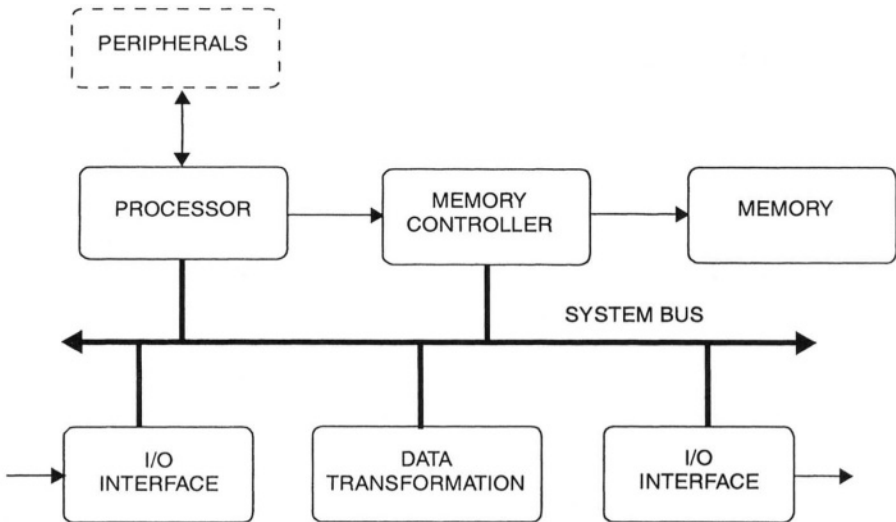 PERIPHERALS
PROCESSOR
MEMORY
CONTROLLER
MEMORY
SYSTEM BUS
I/O
INTERFACE
DATA
TRANSFORMATION
I/O
INTERFACE